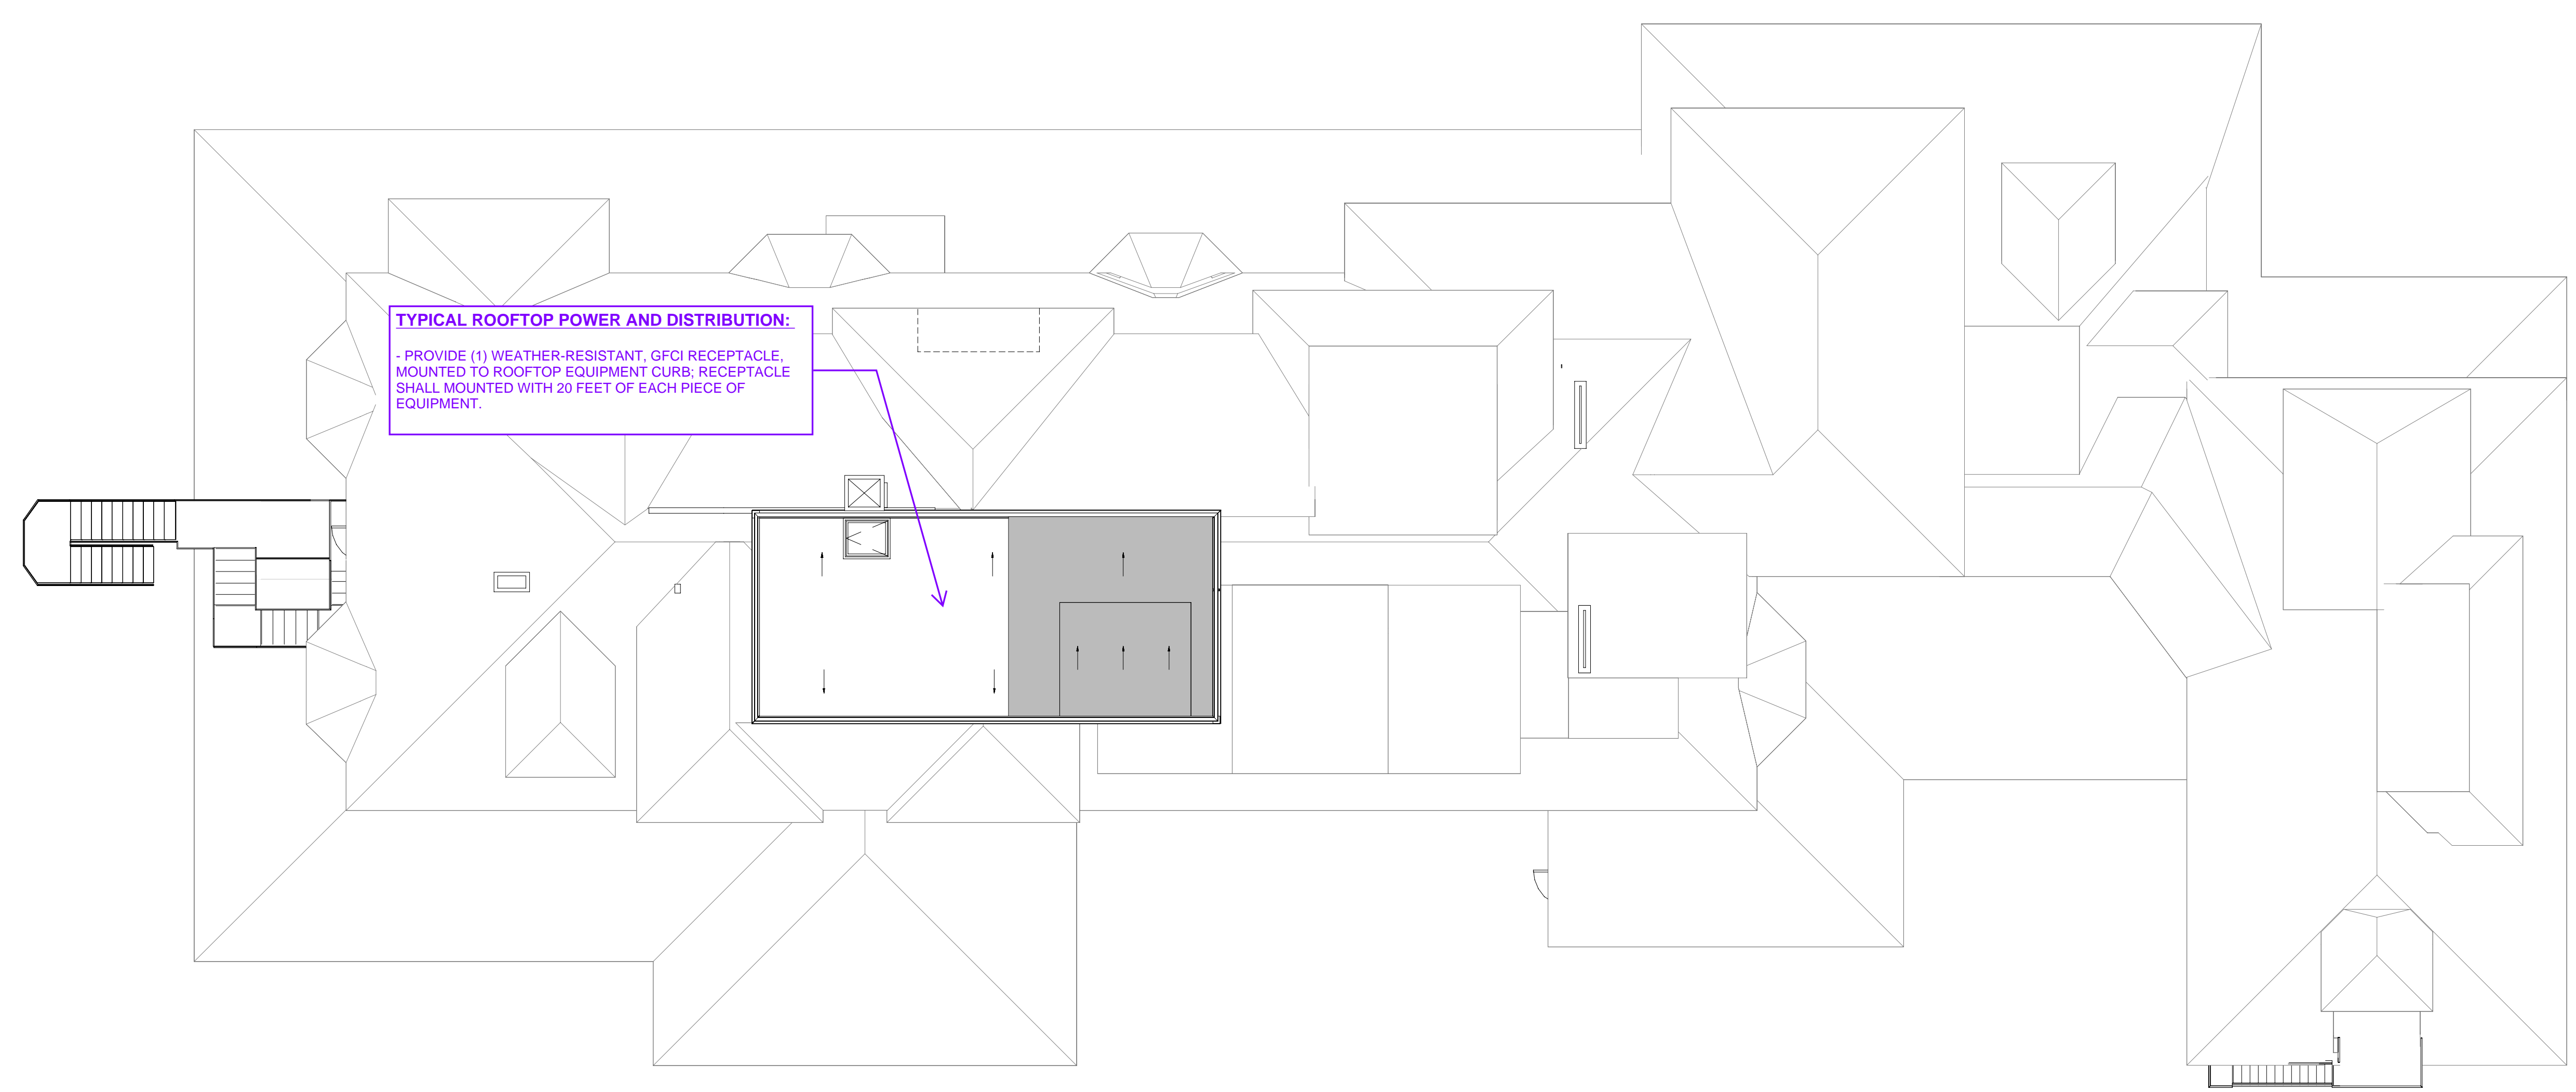 TYPICAL ROOFTOP POWER AND DISTRIBUTION:
- PROVIDE (1) WEATHER-RESISTANT, GFCI RECEPTACLE,
MOUNTED TO ROOFTOP EQUIPMENT CURB; RECEPTACLE
SHALL MOUNTED WITH 20 FEET OF EACH PIECE OF
EQUIPMENT.